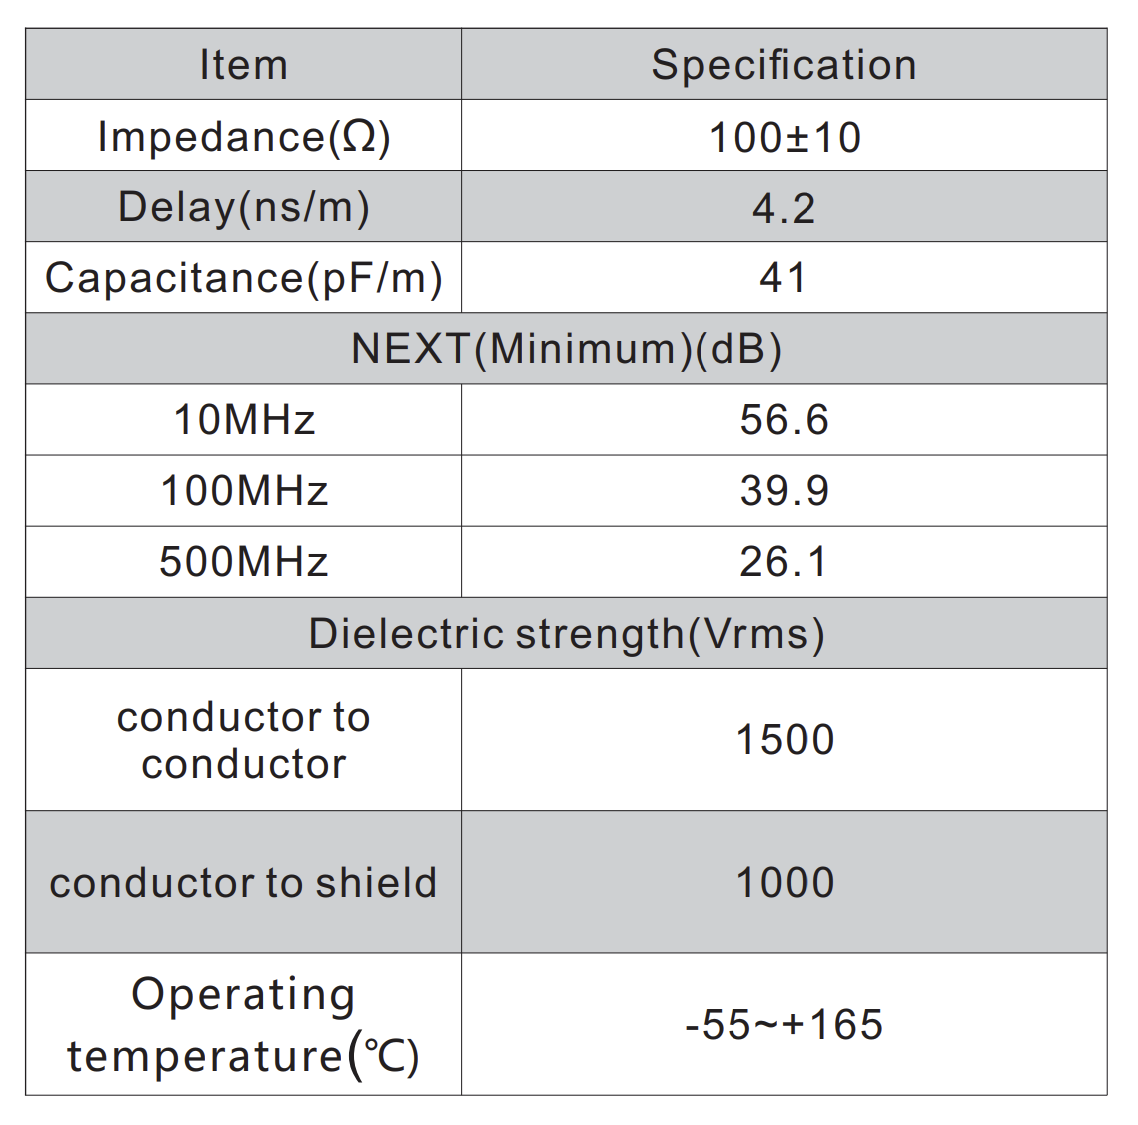 Item Specification
Impedance(Ω) 100±10
Delay(ns/m) 4.2
Capacitance(pF/m) 41
NEXT(Minimum)(dB)
10MHz 56.6
100MHz 39.9
500MHz 26.1
Dielectric strength(Vrms)
conductor to
conductor
1500
conductor to shield 1000
Operating
temperature(℃)
-55~+165